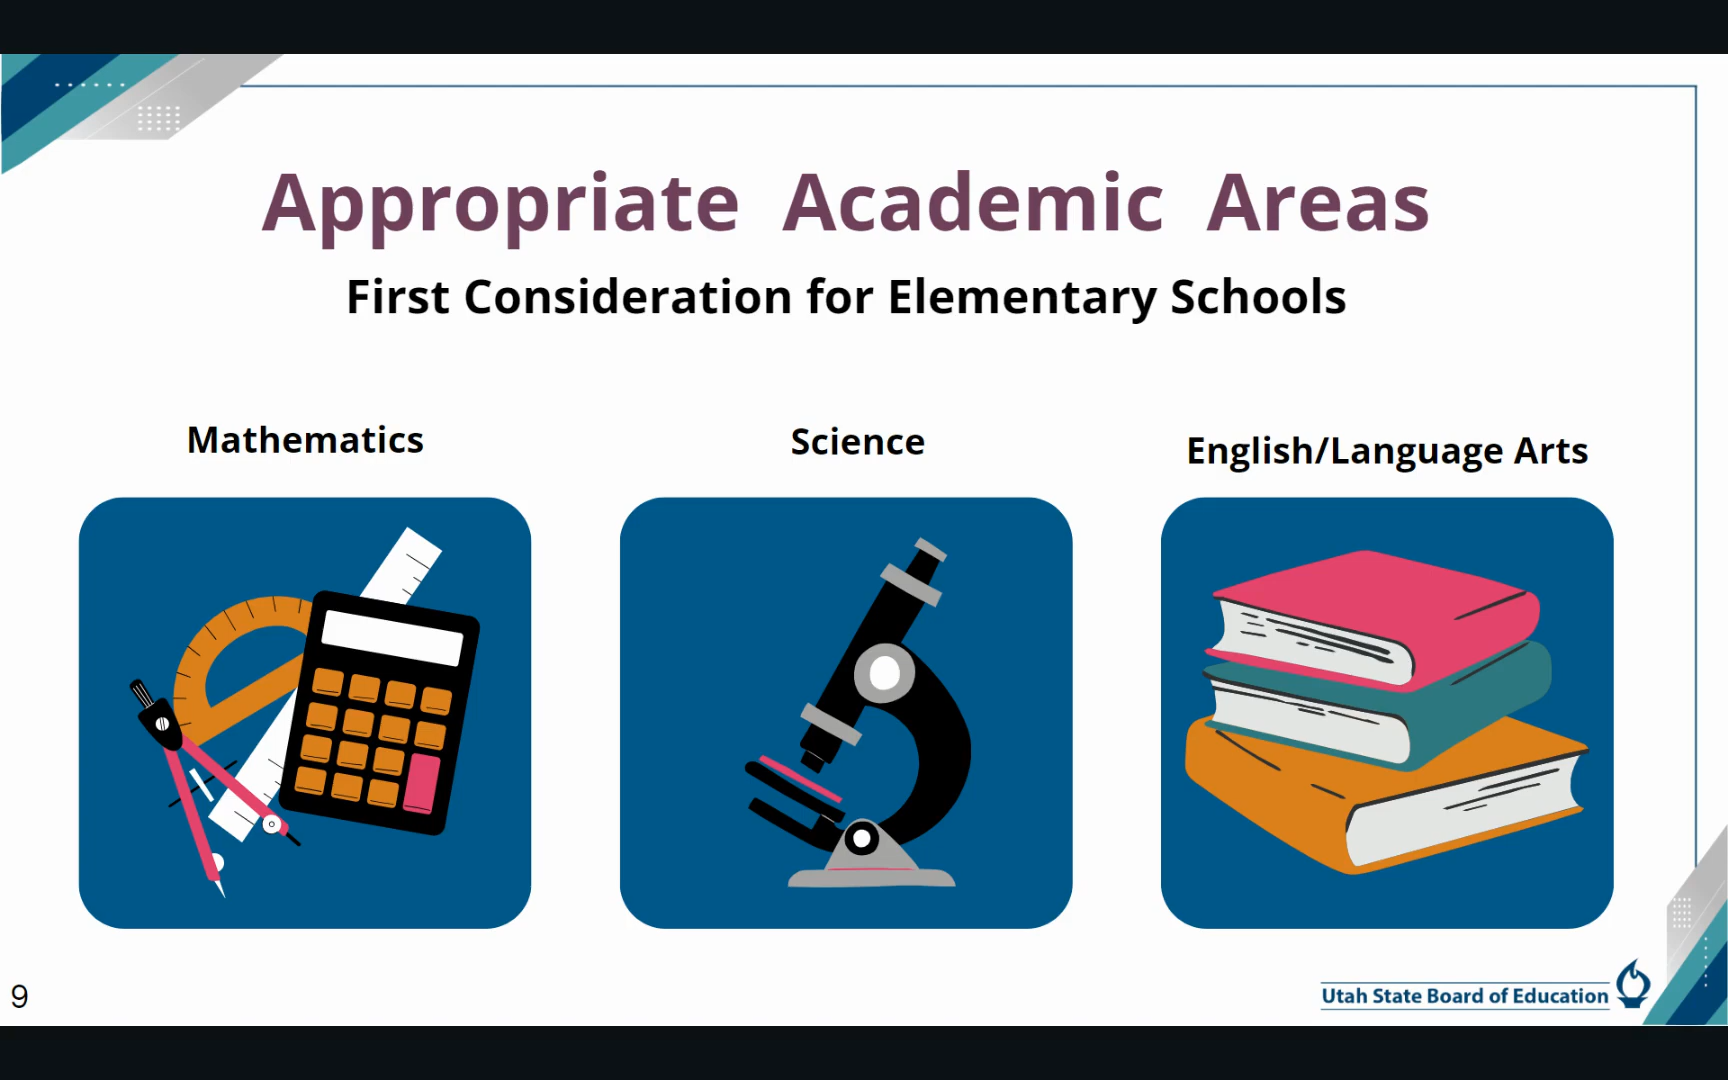 Appropriate Academic Areas
First Consideration for Elementary Schools
Mathematics
Science
English/Language Arts
9
Utah State Board of Education